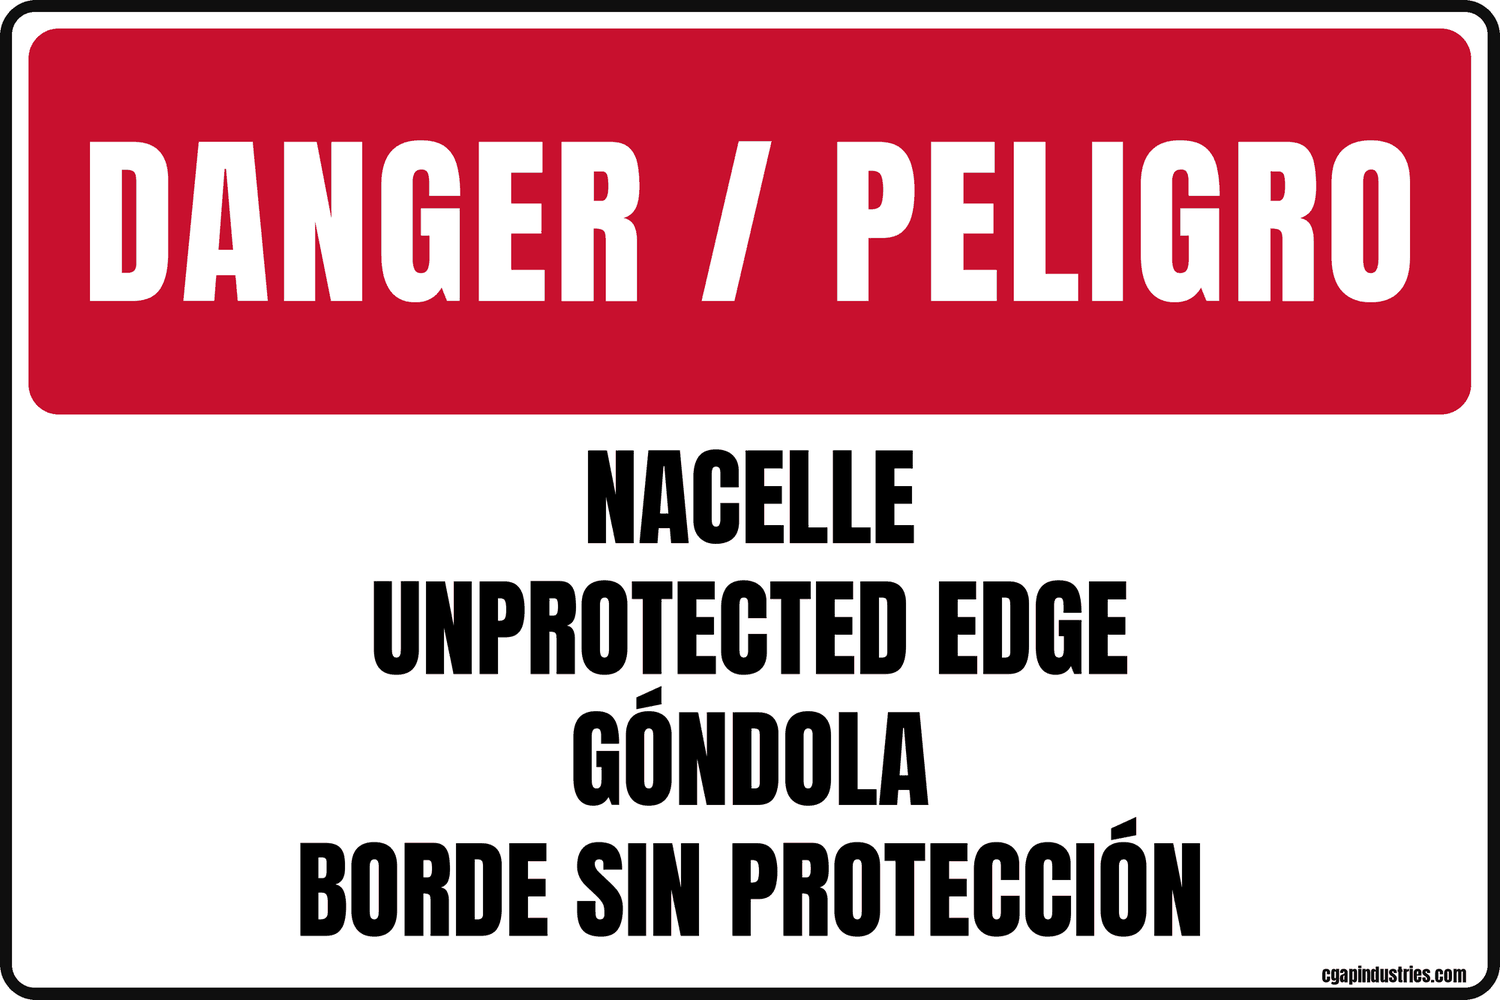 DANGER / PELIGRO
NACELLE
UNPROTECTED EDGE
GÓNDOLA
BORDE SIN PROTECCIÓN
cgapindustries.com